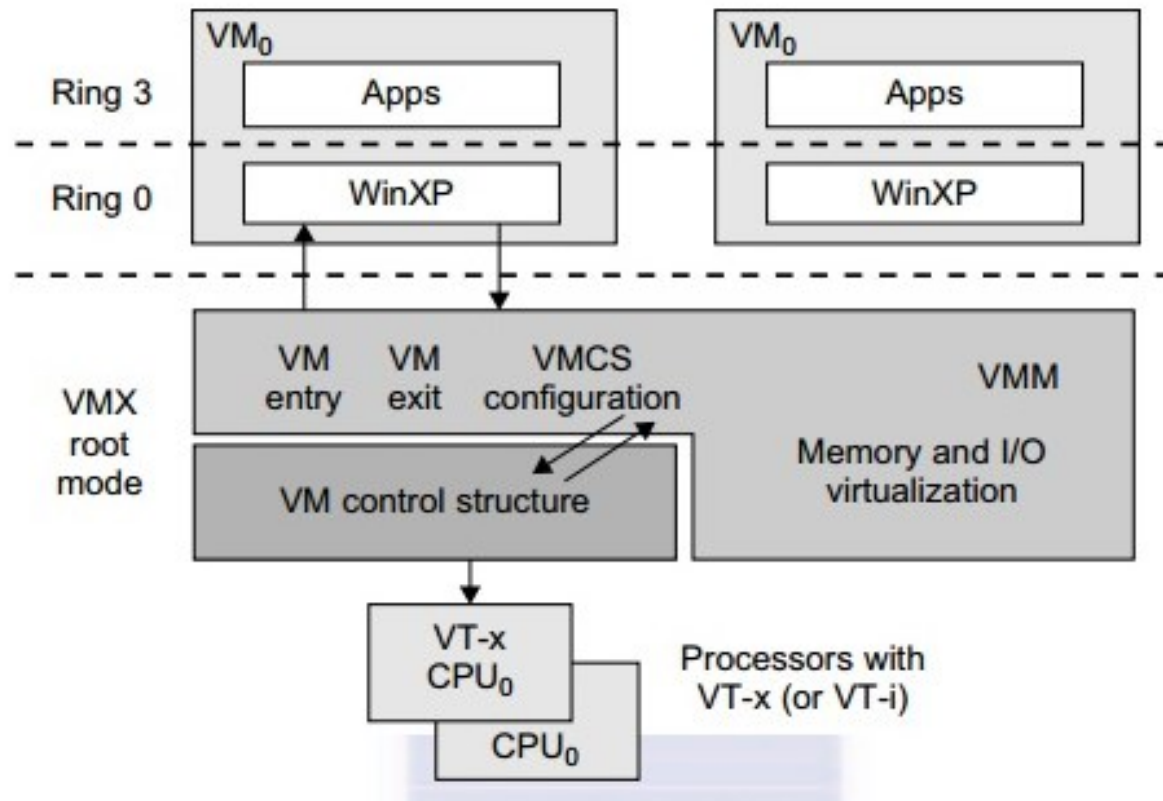 VM₀
VM₀
Ring 3
Apps
Apps
Ring 0
WinXP
WinXP
VMX
root
mode
VM
entry
VM
exit
VMCS
configuration
VMM
Memory and I/O
virtualization
VM control structure
VT-x
CPU₀
CPU₀
Processors with
VT-x (or VT-i)